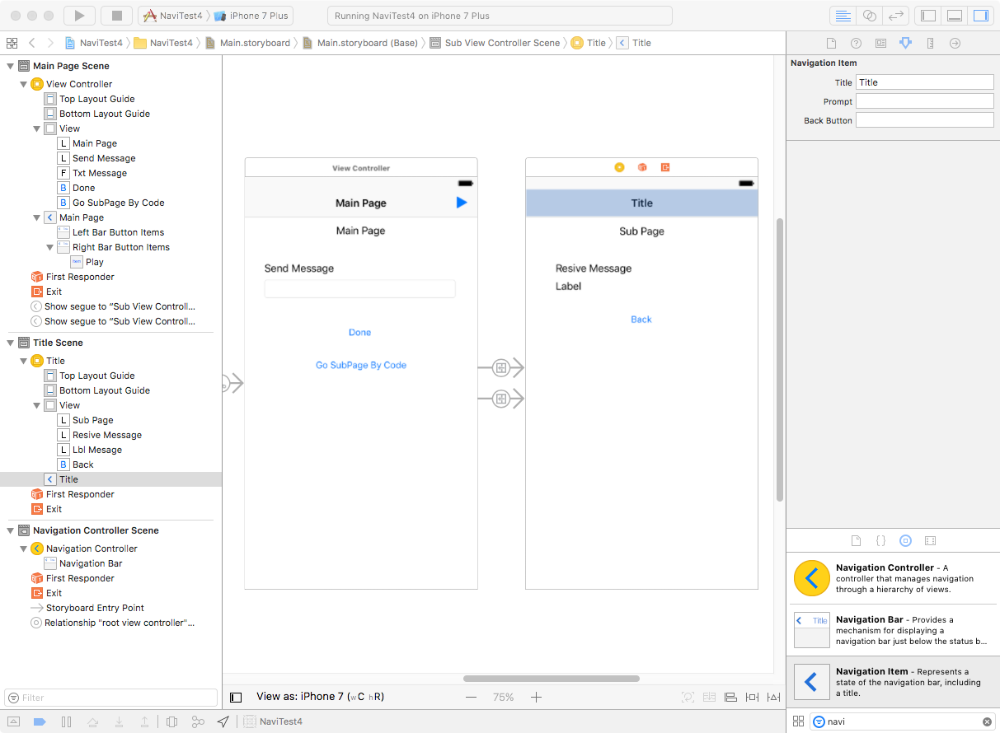 NaviTest4 iPhone 7 Plus
Running NaviTest4 on iPhone 7 Plus
NaviTest4 NaviTest4 Main.storyboard Main.storyboard (Base) Sub View Controller Scene Title Title
Main Page Scene
View Controller
Top Layout Guide
Bottom Layout Guide
View
L Main Page
L Send Message
F Txt Message
B Done
B Go SubPage By Code
Main Page
Left Bar Button Items
Right Bar Button Items
Item Play
First Responder
Exit
Show segue to “Sub View Controll...
Show segue to “Sub View Controll...
Title Scene
Title
Top Layout Guide
Bottom Layout Guide
View
L Sub Page
L Resive Message
L Lbl Mesage
B Back
Title
First Responder
Exit
Navigation Controller Scene
Navigation Controller
Navigation Bar
First Responder
Exit
Storyboard Entry Point
Relationship "root view controller"...
Filter
View Controller
Main Page
Main Page
Send Message
Done
Go SubPage By Code
Title
Sub Page
Resive Message
Label
Back
View as: iPhone 7 (wC hR)
75%
NaviTest4
Navigation Item
Title Title
Prompt
Back Button
{}
Navigation Controller - A
controller that manages navigation
through a hierarchy of views.
Title
Navigation Bar - Provides a
mechanism for displaying a
navigation bar just below the status b...
Navigation Item - Represents a
state of the navigation bar, including
a title.
navi